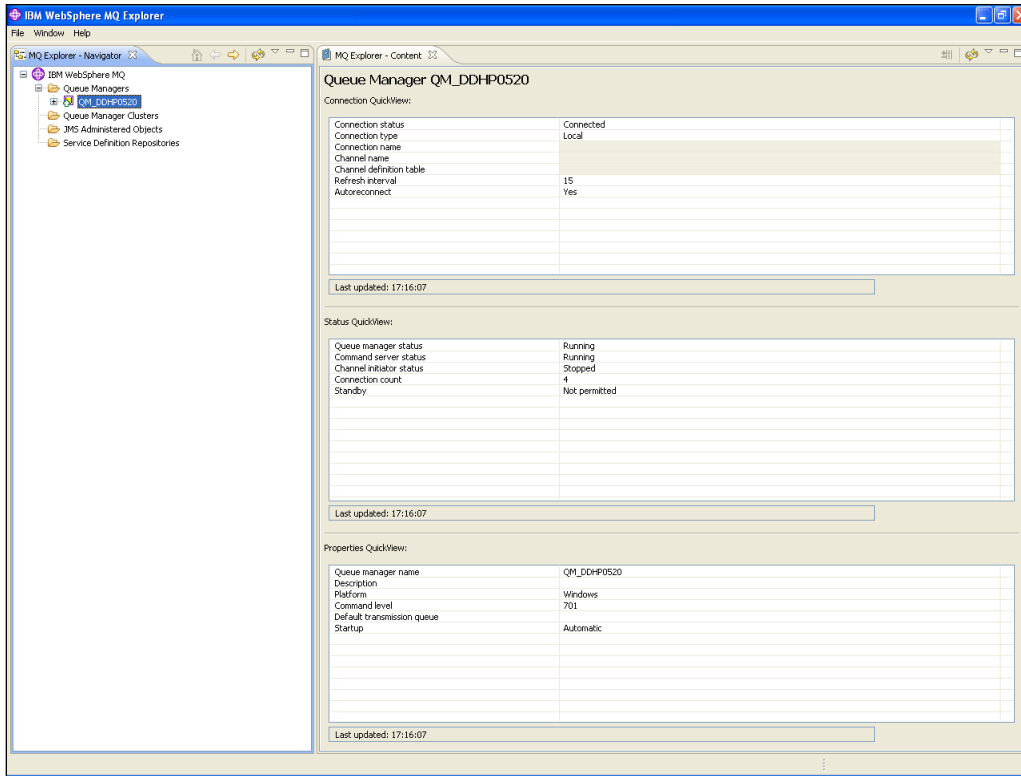 IBM WebSphere MQ Explorer
File Window Help
MQ Explorer - Navigator
IBM WebSphere MQ
Queue Managers
QM_DDHP0520
Queue Manager Clusters
JMS Administered Objects
Service Definition Repositories
MQ Explorer - Content
Queue Manager QM_DDHP0520
Connection QuickView:
Connection status Connected
Connection type Local
Connection name
Channel name
Channel definition table
Refresh interval 15
Autoreconnect Yes
Last updated: 17:16:07
Status QuickView:
Queue manager status Running
Command server status Running
Channel initiator status Stopped
Connection count 4
Standby Not permitted
Last updated: 17:16:07
Properties QuickView:
Queue manager name QM_DDHP0520
Description
Platform Windows
Command level 701
Default transmission queue
Startup Automatic
Last updated: 17:16:07